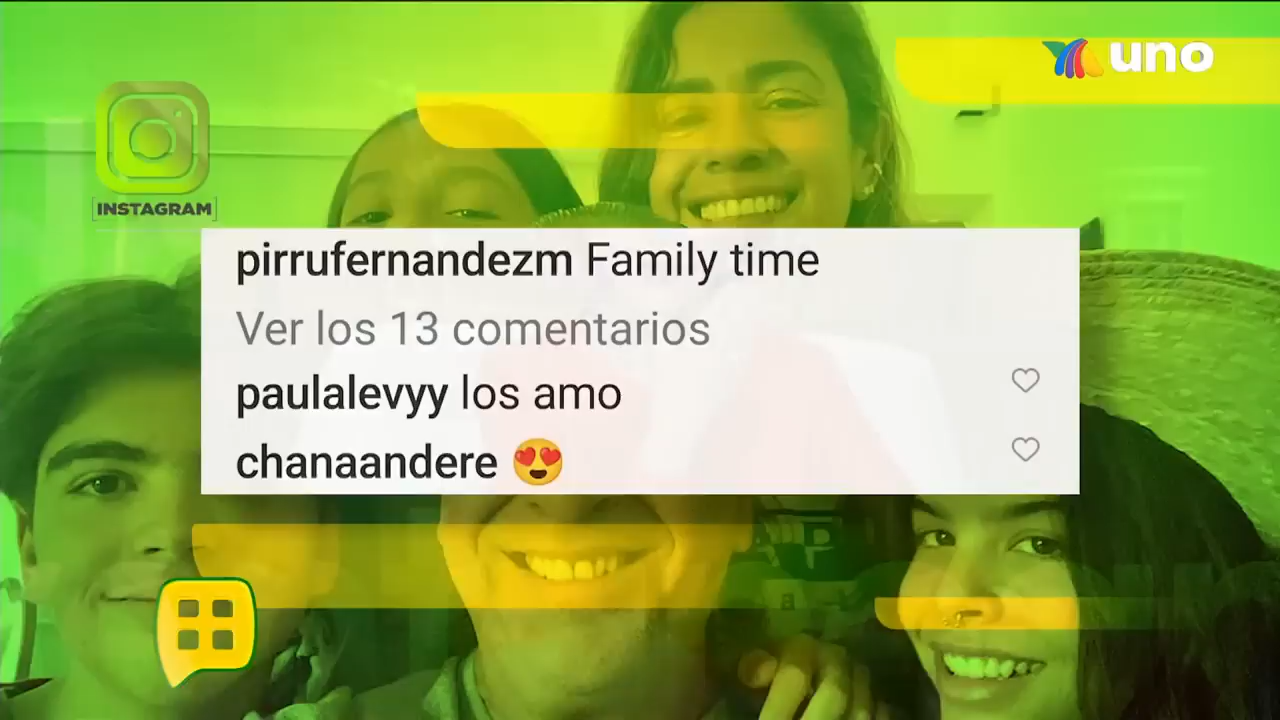 uno
INSTAGRAM
pirrufernandezm Family time
Ver los 13 comentarios
paulalevyy los amo
chanaandere 😍